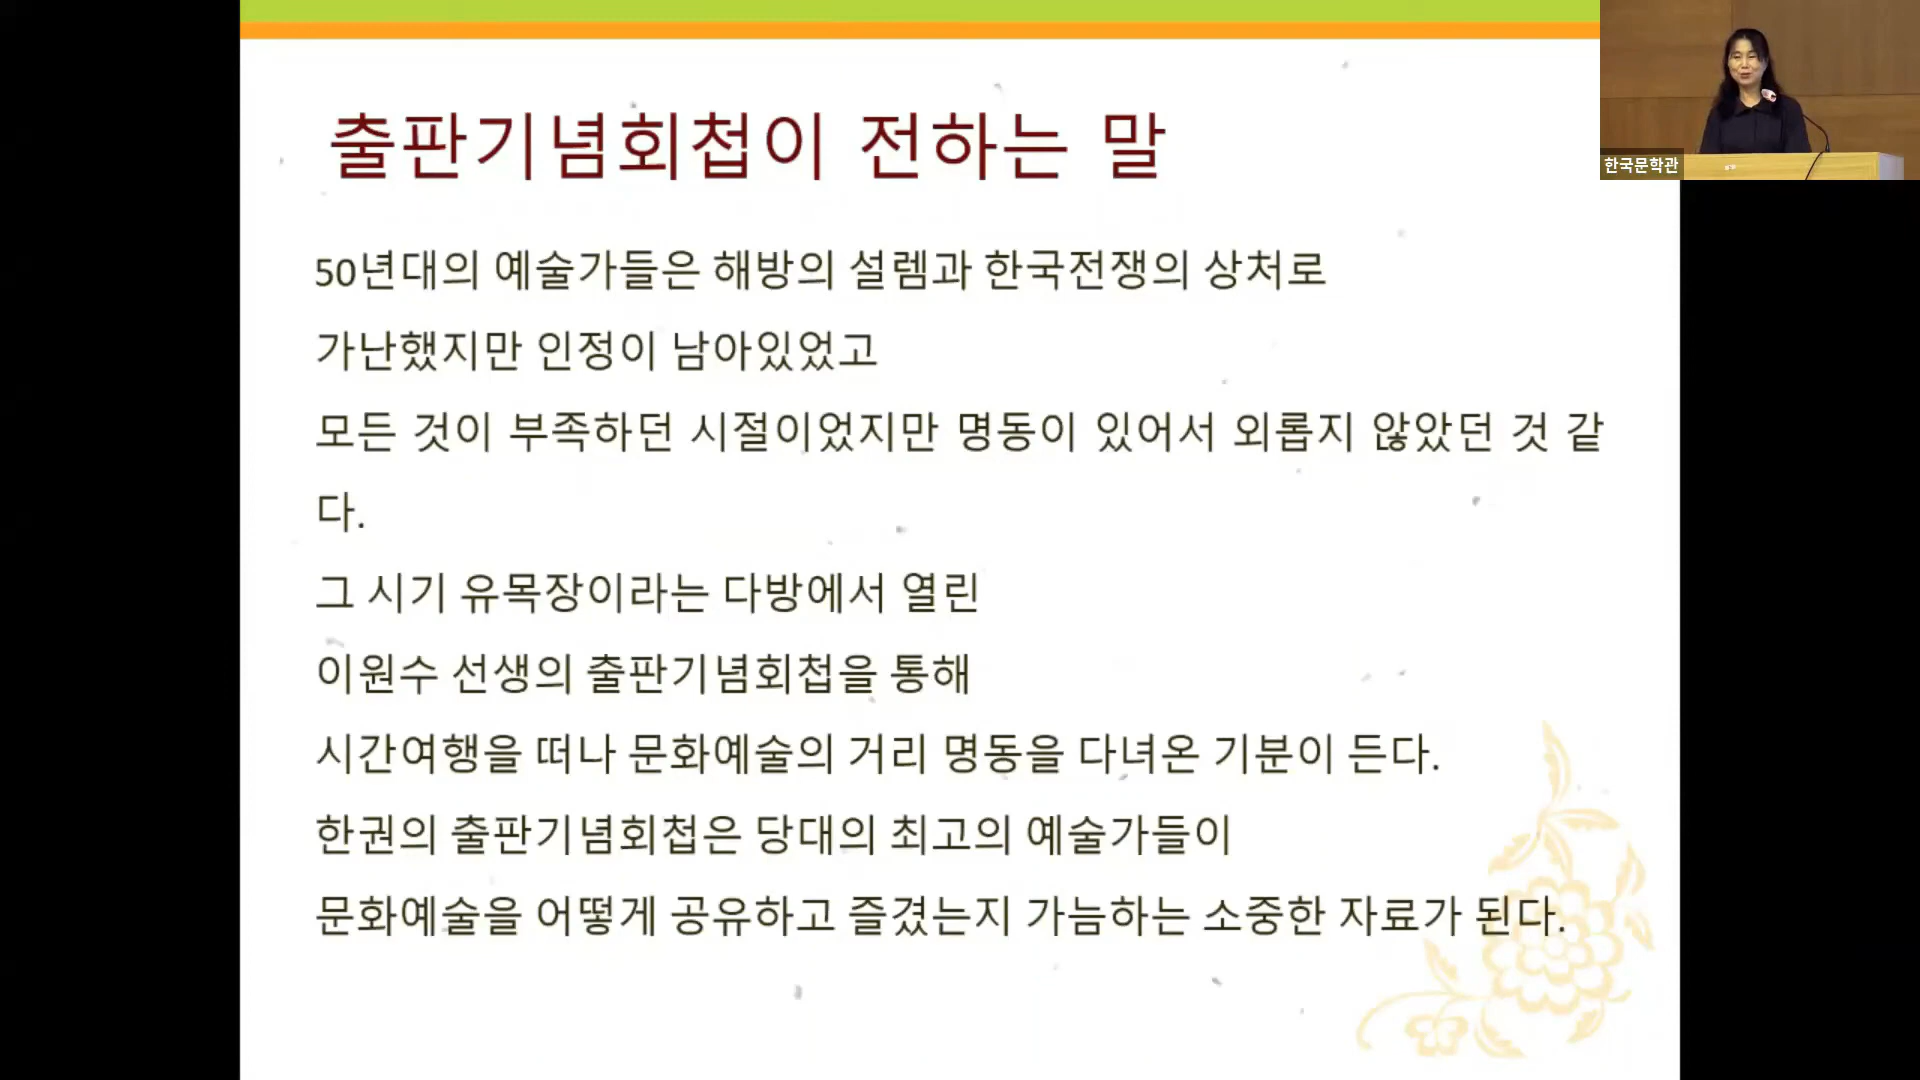 출판기념회첩이 전하는 말
한국문학관
50년대의 예술가들은 해방의 설렘과 한국전쟁의 상처로
가난했지만 인정이 남아있었고
모든 것이 부족하던 시절이었지만 명동이 있어서 외롭지 않았던 것 같
다.
그 시기 유목장이라는 다방에서 열린
이원수 선생의 출판기념회첩을 통해
시간여행을 떠나 문화예술의 거리 명동을 다녀온 기분이 든다.
한권의 출판기념회첩은 당대의 최고의 예술가들이
문화예술을 어떻게 공유하고 즐겼는지 가늠하는 소중한 자료가 된다.